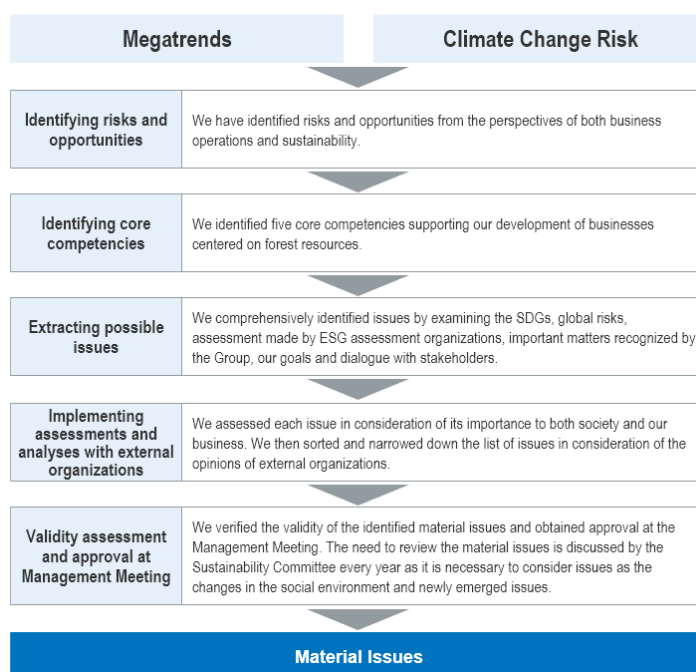 Megatrends
Climate Change Risk
Identifying risks and
opportunities
We have identified risks and opportunities from the perspectives of both business
operations and sustainability.
Identifying core
competencies
We identified five core competencies supporting our development of businesses
centered on forest resources.
Extracting possible
issues
We comprehensively identified issues by examining the SDGs, global risks,
assessment made by ESG assessment organizations, important matters recognized by
the Group, our goals and dialogue with stakeholders.
Implementing
assessments and
analyses with external
organizations
We assessed each issue in consideration of its importance to both society and our
business. We then sorted and narrowed down the list of issues in consideration of the
opinions of external organizations.
Validity assessment
and approval at
Management Meeting
We verified the validity of the identified material issues and obtained approval at the
Management Meeting. The need to review the material issues is discussed by the
Sustainability Committee every year as it is necessary to consider issues as the
changes in the social environment and newly emerged issues.
Material Issues